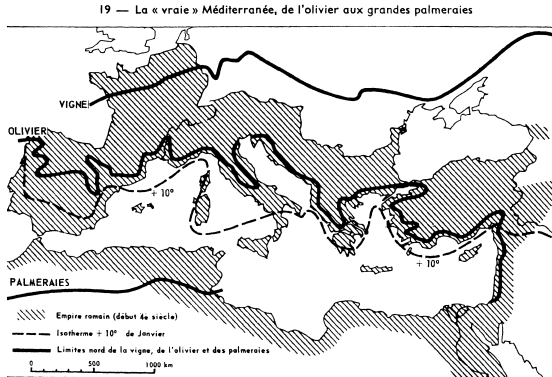 19 — La « vraie » Méditerranée, de l'olivier aux grandes palmeraies
VIGNE
OLIVIER
+ 10°
+ 10°
PALMERAIES
Empire romain (début 4è siècle)
Isotherme + 10° de Janvier
Limites nord de la vigne, de l'olivier et des palmeraies
0 500 1000 km